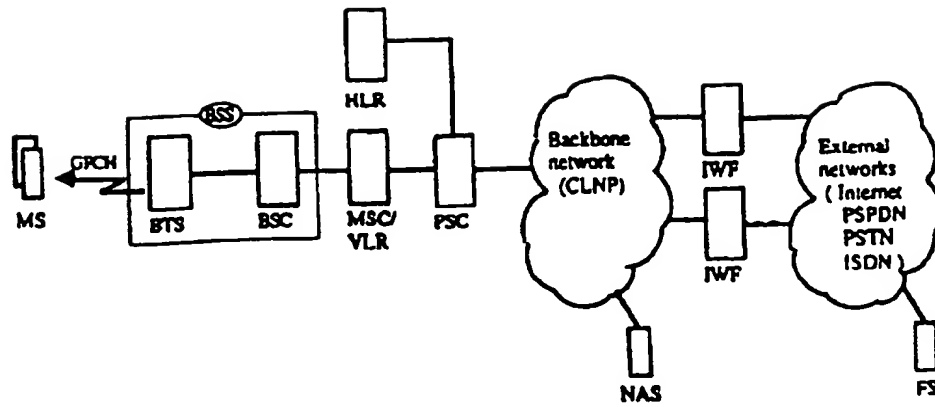 HLR
BSS
GPCH
MS
BTS
BSC
MSC/
VLR
PSC
Backbone
network
(CLNP)
IWF
IWF
External
networks
( Internet
PSPDN
PSTN
ISDN )
NAS
FS